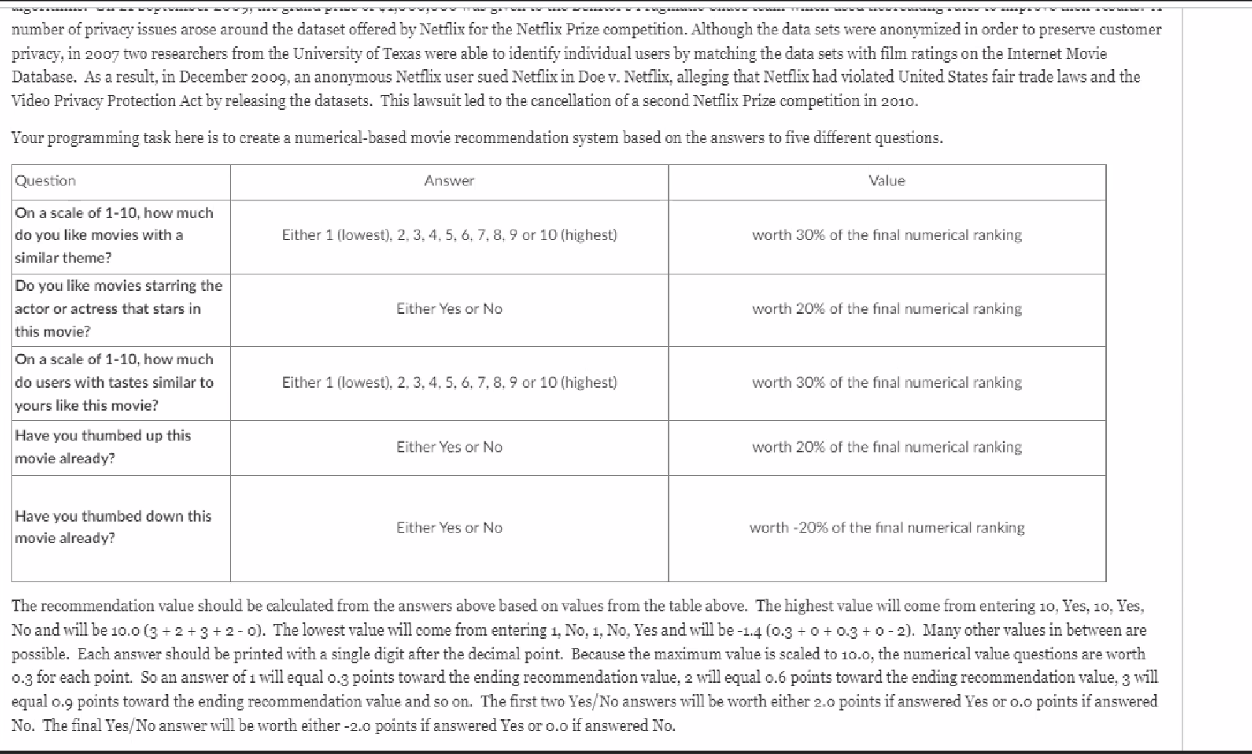 number of privacy issues arose around the dataset offered by Netflix for the Netflix Prize competition. Although the data sets were anonymized in order to preserve customer
privacy, in 2007 two researchers from the University of Texas were able to identify individual users by matching the data sets with film ratings on the Internet Movie
Database. As a result, in December 2009, an anonymous Netflix user sued Netflix in Doe v. Netflix, alleging that Netflix had violated United States fair trade laws and the
Video Privacy Protection Act by releasing the datasets. This lawsuit led to the cancellation of a second Netflix Prize competition in 2010.
Your programming task here is to create a numerical-based movie recommendation system based on the answers to five different questions.
Question Answer Value
On a scale of 1-10, how much
do you like movies with a
similar theme?
Either 1 (lowest), 2, 3, 4, 5, 6, 7, 8, 9 or 10 (highest)
worth 30% of the final numerical ranking
Do you like movies starring the
actor or actress that stars in
this movie?
Either Yes or No
worth 20% of the final numerical ranking
On a scale of 1-10, how much
do users with tastes similar to
yours like this movie?
Either 1 (lowest), 2, 3, 4, 5, 6, 7, 8, 9 or 10 (highest)
worth 30% of the final numerical ranking
Have you thumbed up this
movie already?
Either Yes or No
worth 20% of the final numerical ranking
Have you thumbed down this
movie already?
Either Yes or No
worth -20% of the final numerical ranking
The recommendation value should be calculated from the answers above based on values from the table above. The highest value will come from entering 10, Yes, 10, Yes,
No and will be 10.0 (3 + 2 + 3 + 2 - 0). The lowest value will come from entering 1, No, 1, No, Yes and will be -1.4 (0.3 + 0 + 0.3 + 0 - 2). Many other values in between are
possible. Each answer should be printed with a single digit after the decimal point. Because the maximum value is scaled to 10.0, the numerical value questions are worth
0.3 for each point. So an answer of 1 will equal 0.3 points toward the ending recommendation value, 2 will equal 0.6 points toward the ending recommendation value, 3 will
equal 0.9 points toward the ending recommendation value and so on. The first two Yes/No answers will be worth either 2.0 points if answered Yes or 0.0 points if answered
No. The final Yes/No answer will be worth either -2.0 points if answered Yes or 0.0 if answered No.